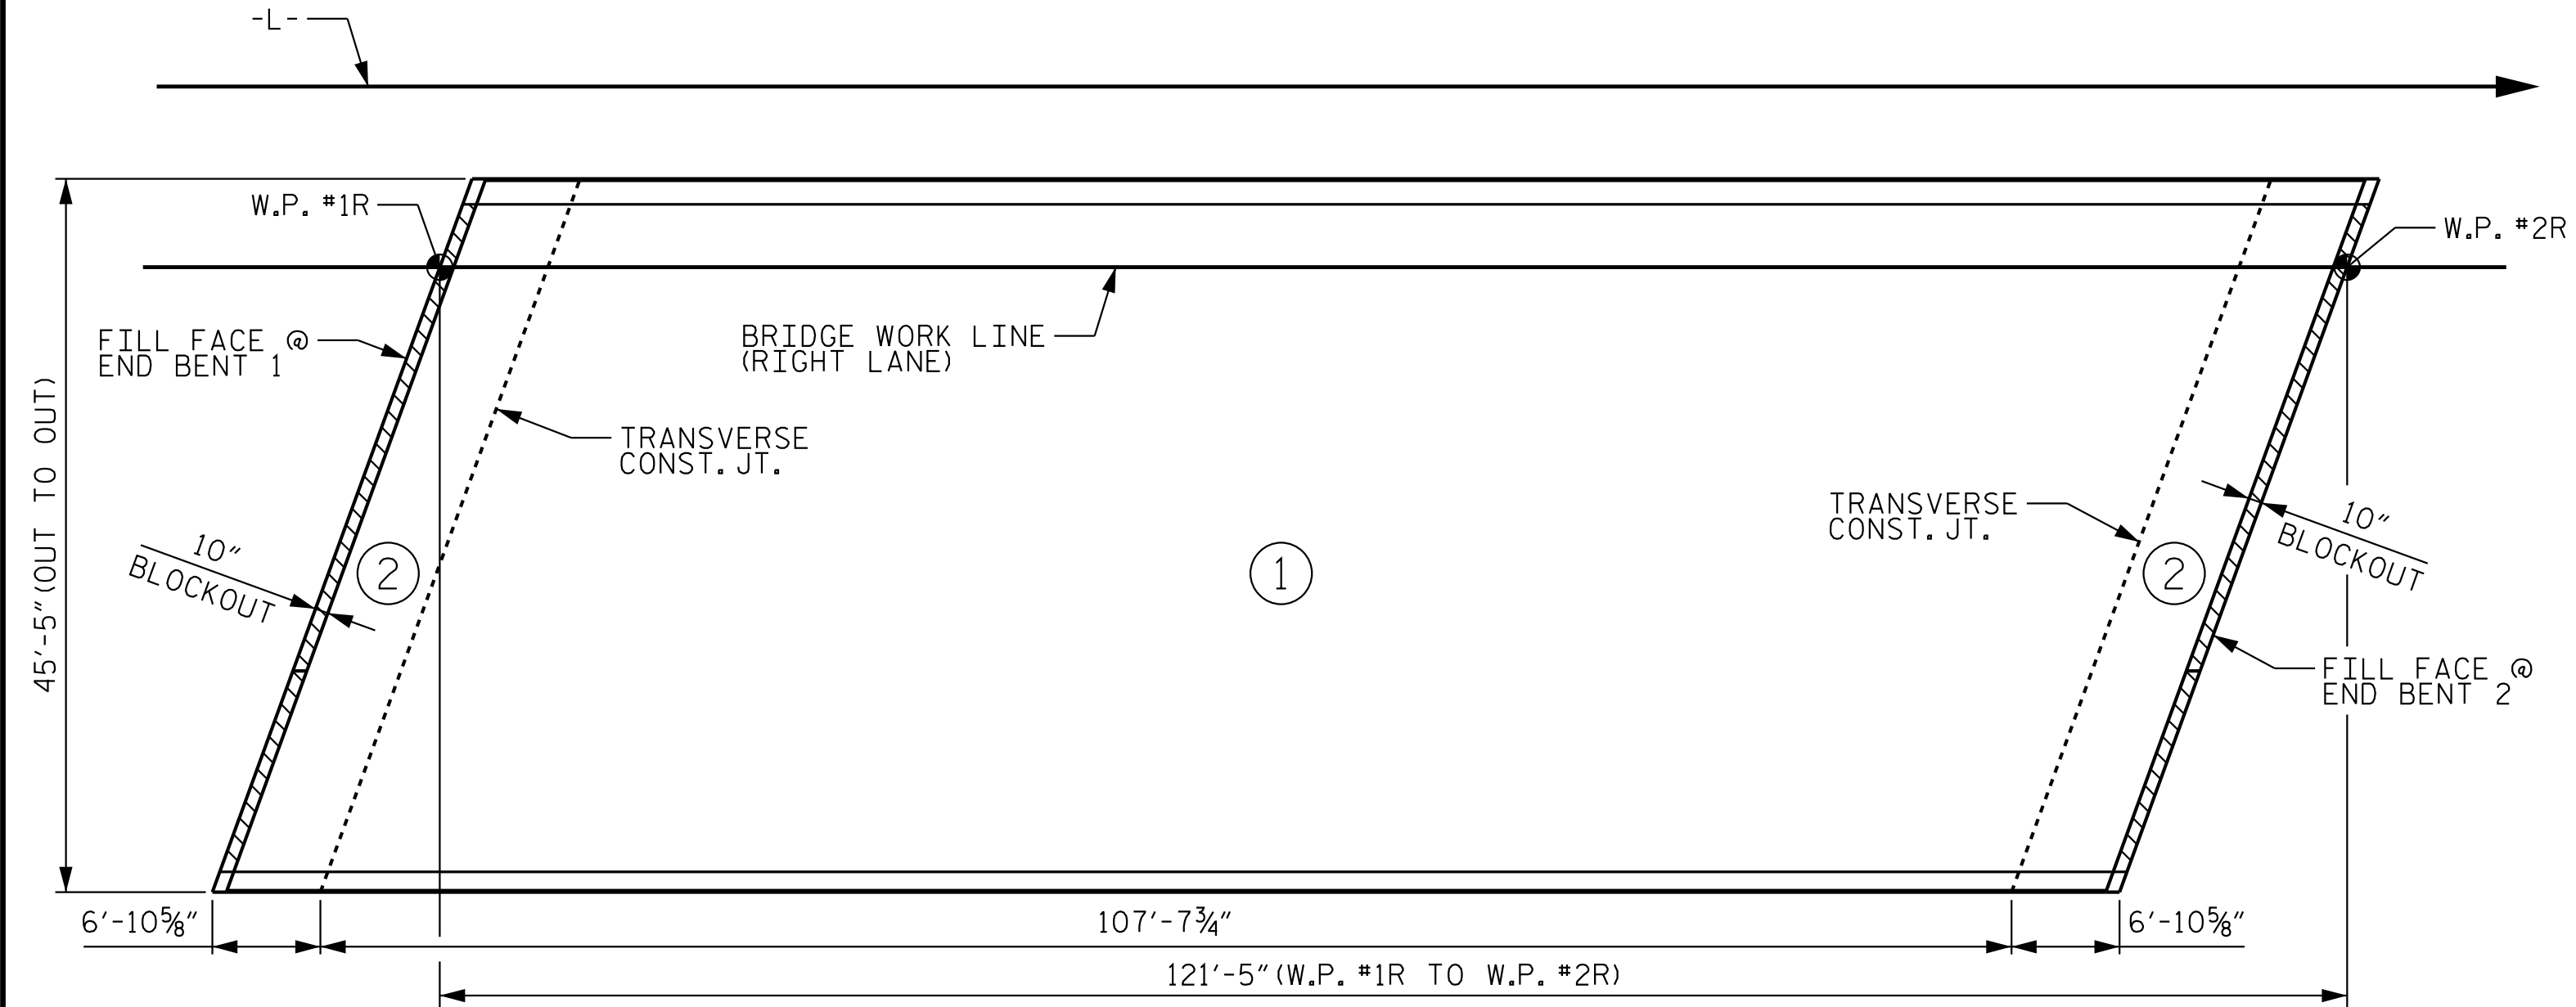 -L-
W.P. #1R
W.P. #2R
FILL FACE @
END BENT 1
BRIDGE WORK LINE
(RIGHT LANE)
TRANSVERSE
CONST. JT.
TRANSVERSE
CONST. JT.
10"
BLOCKOUT
10"
BLOCKOUT
45'-5"(OUT TO OUT)
2
1
2
FILL FACE @
END BENT 2
6'-10⅝"
107'-7¾"
6'-10⅝"
121'-5"(W.P. #1R TO W.P. #2R)